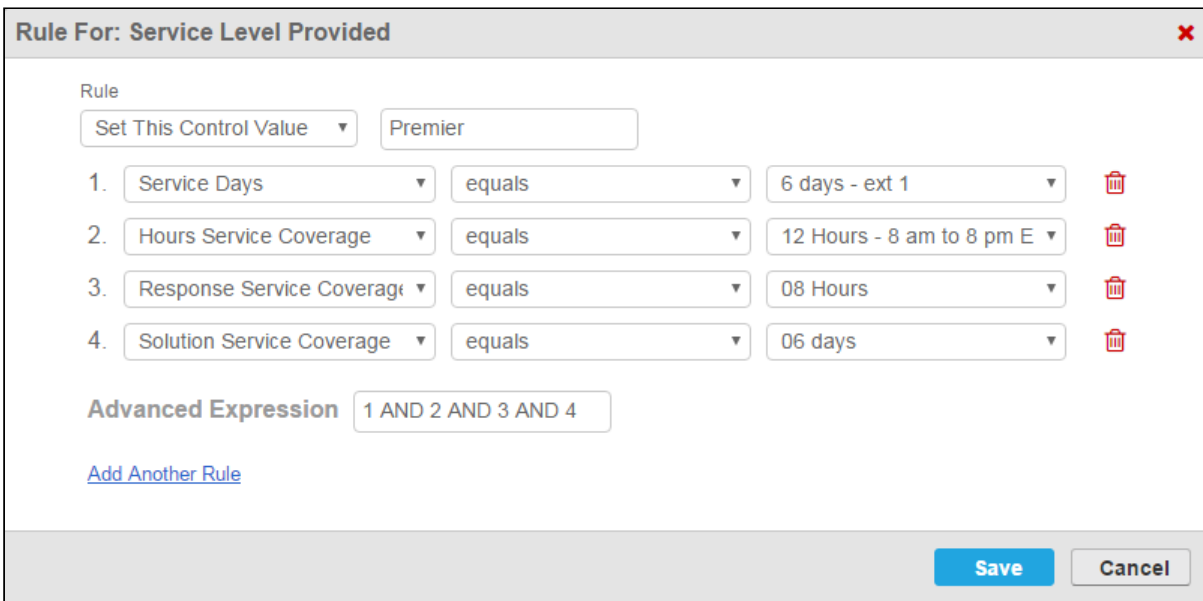 Rule For: Service Level Provided
Rule
Set This Control Value Premier
1. Service Days equals 6 days - ext 1
2. Hours Service Coverage equals 12 Hours - 8 am to 8 pm E
3. Response Service Coverage equals 08 Hours
4. Solution Service Coverage equals 06 days
Advanced Expression 1 AND 2 AND 3 AND 4
Add Another Rule
Save Cancel